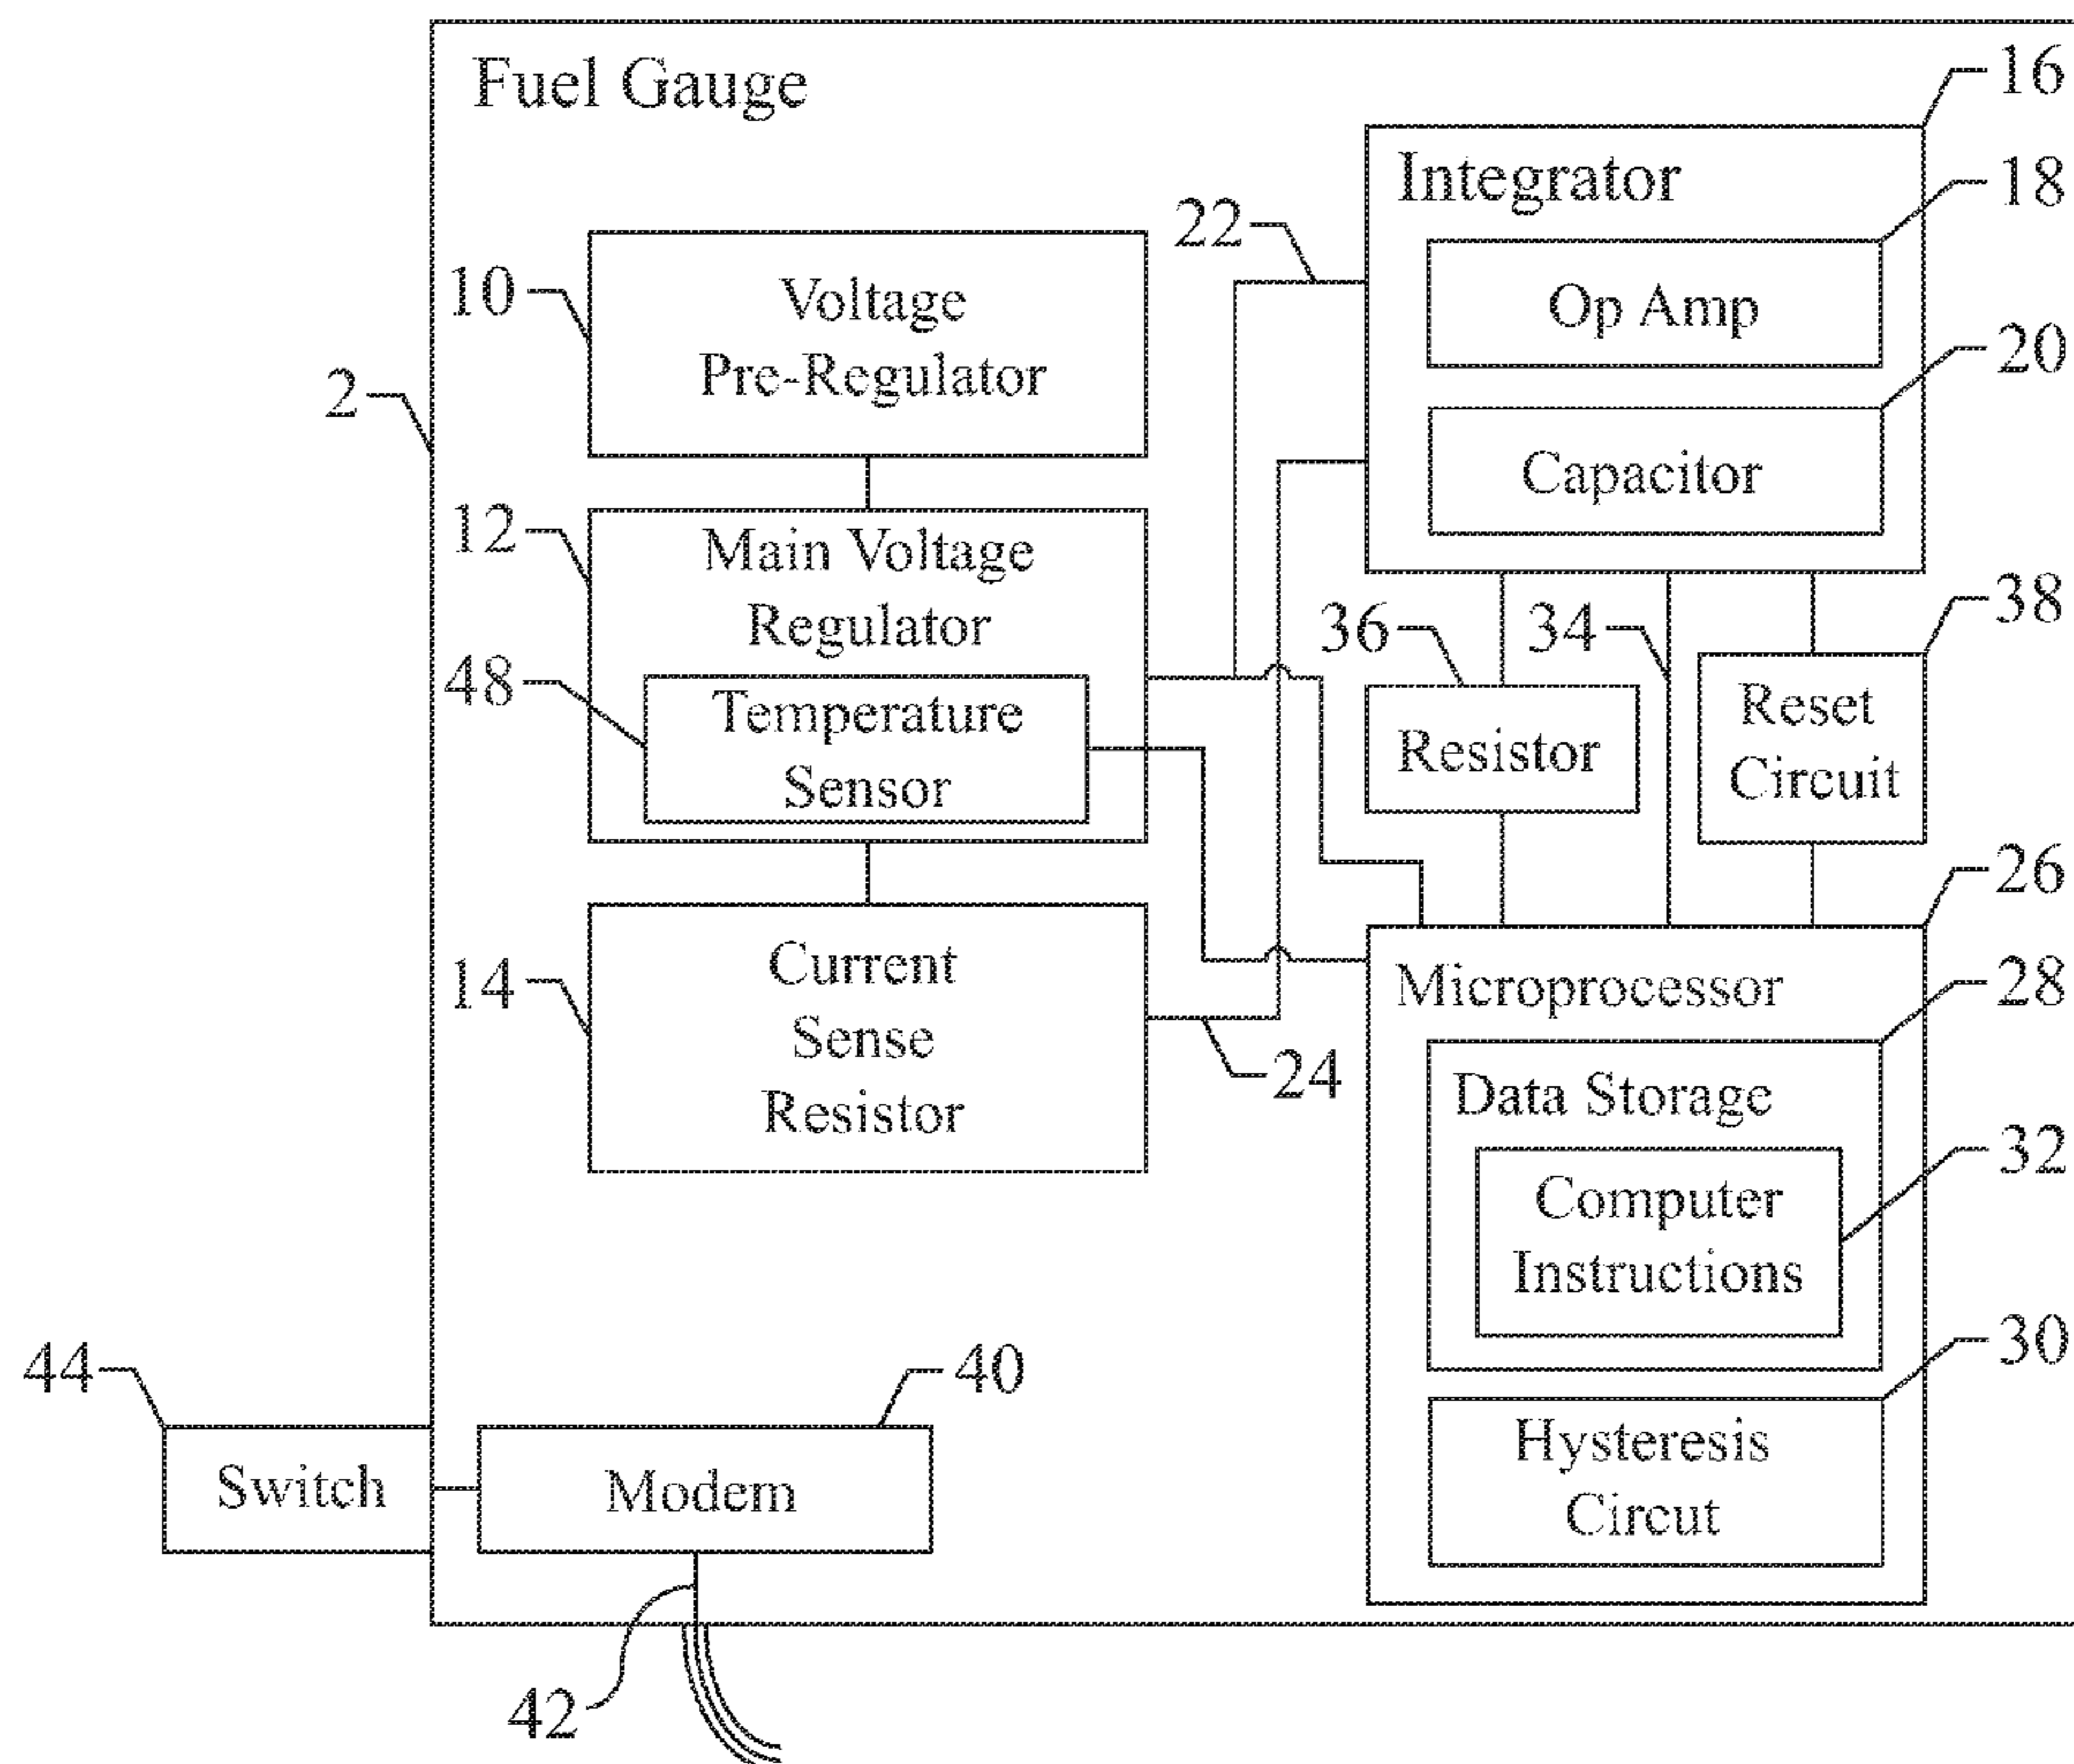 Fuel Gauge
16
Integrator
18
Op Amp
20
Capacitor
22
10
Voltage
Pre-Regulator
2
12
Main Voltage
Regulator
48
Temperature
Sensor
36
34
38
Resistor
Reset
Circuit
14
Current
Sense
Resistor
24
26
Microprocessor
28
Data Storage
32
Computer
Instructions
30
Hysteresis
Circut
44
Switch
40
Modem
42